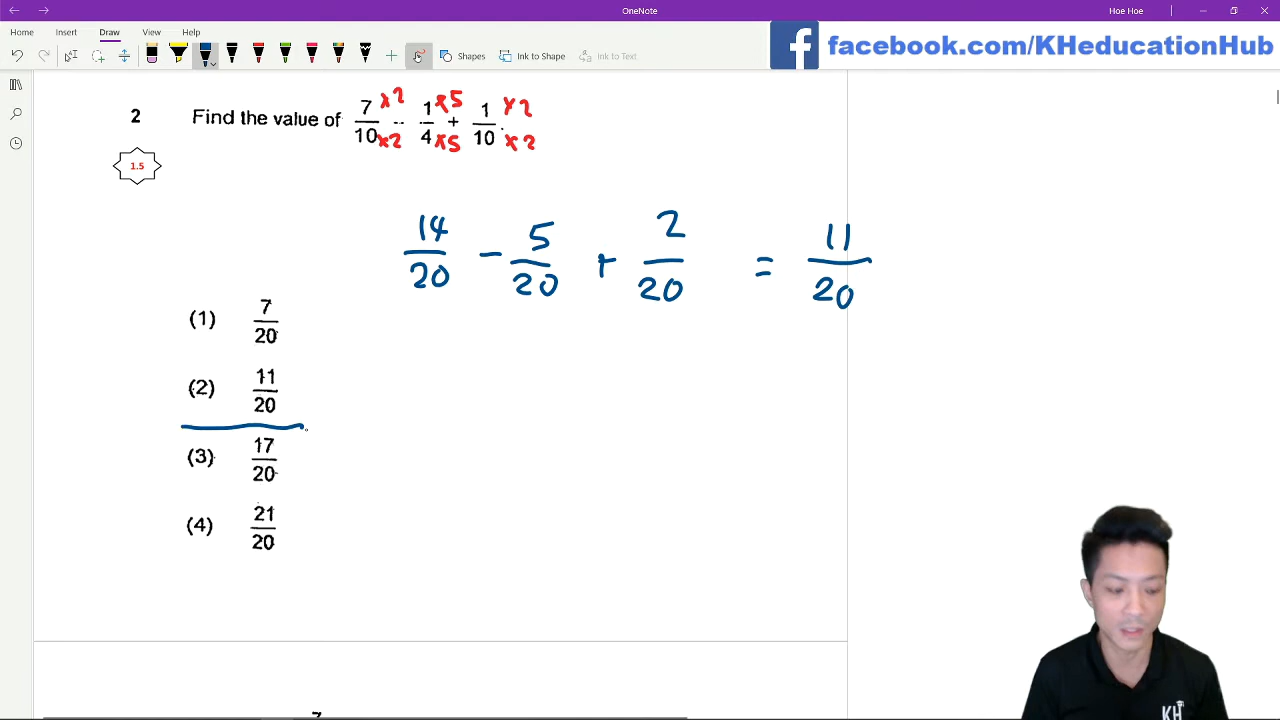 OneNote
Hoe Hoe
Home Insert Draw View Help
Shapes Ink to Shape Ink to Text
facebook.com/KHeducationHub
2 Find the value of 7/10 - 1/4 + 1/10.
×2 ×5 ×2
×2 ×5 ×2
1.5
14/20 - 5/20 + 2/20 = 11/20
(1) 7/20
(2) 11/20
(3) 17/20
(4) 21/20
KH